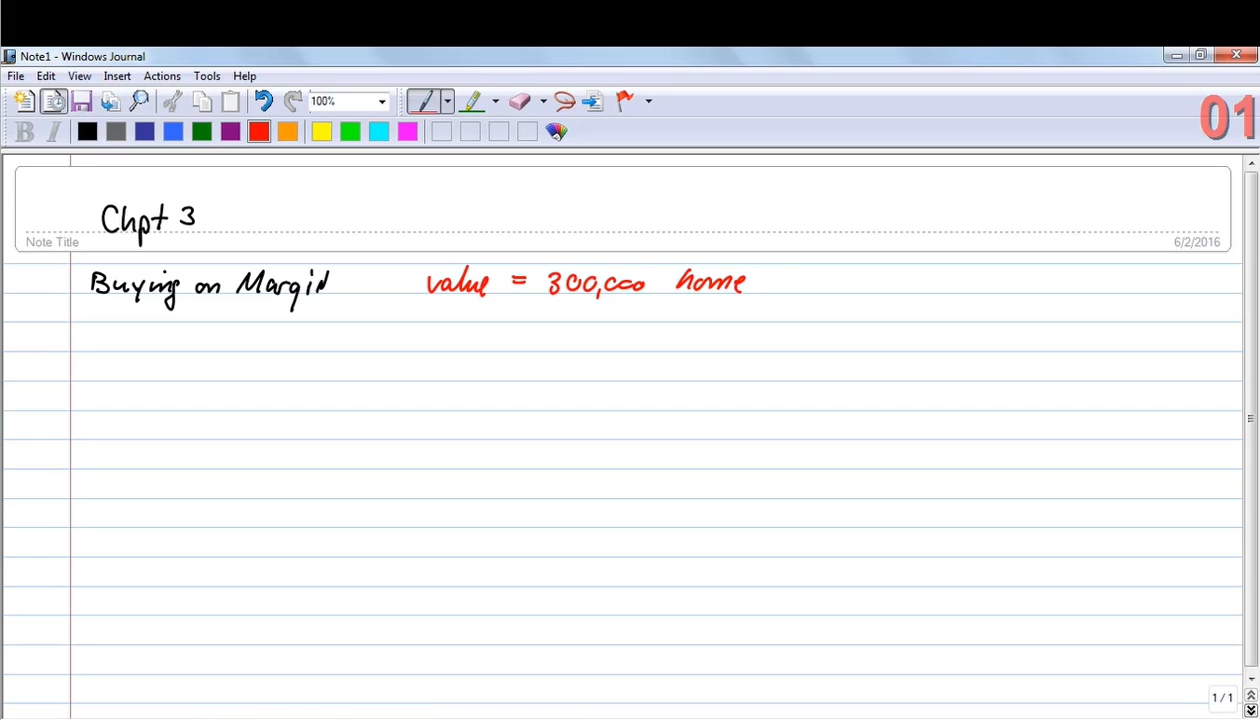 Note1 - Windows Journal
File Edit View Insert Actions Tools Help
100%
B I
01
Chpt 3
Note Title
6/2/2016
Buying on Margin value = 300,000 home
1 / 1